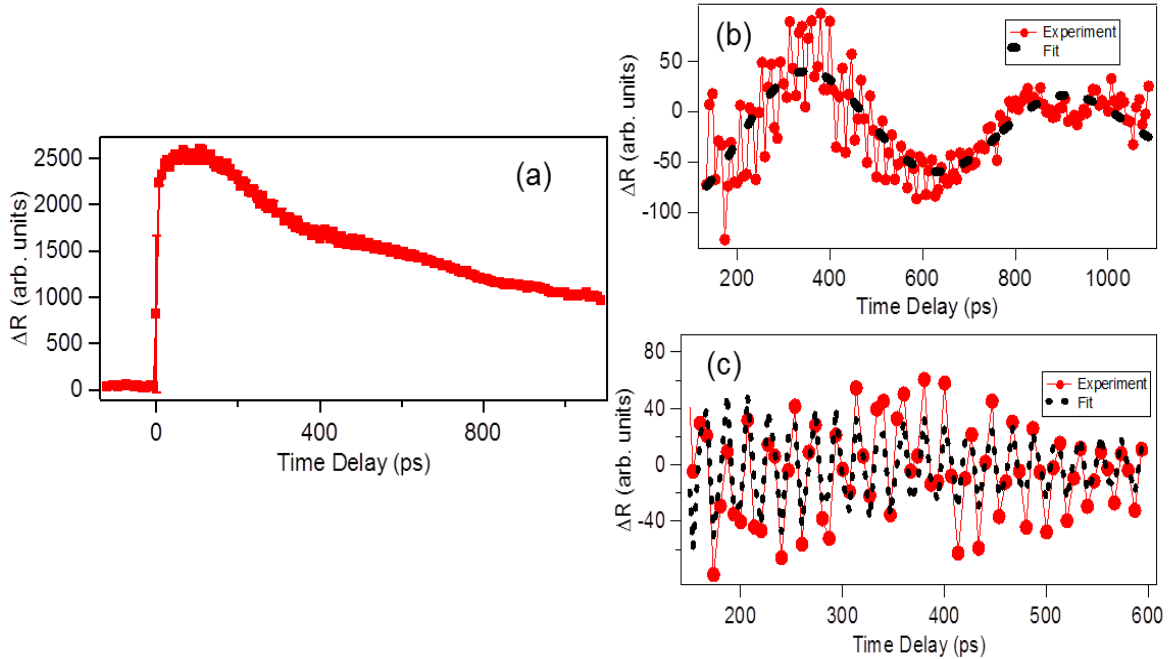 (a)
2500
2000
1500
1000
500
0
ΔR (arb. units)
0
400
800
Time Delay (ps)
(b)
Experiment
Fit
50
0
-50
-100
ΔR (arb. units)
200
400
600
800
1000
Time Delay (ps)
(c)
Experiment
Fit
80
40
0
-40
ΔR (arb. units)
200
300
400
500
600
Time Delay (ps)